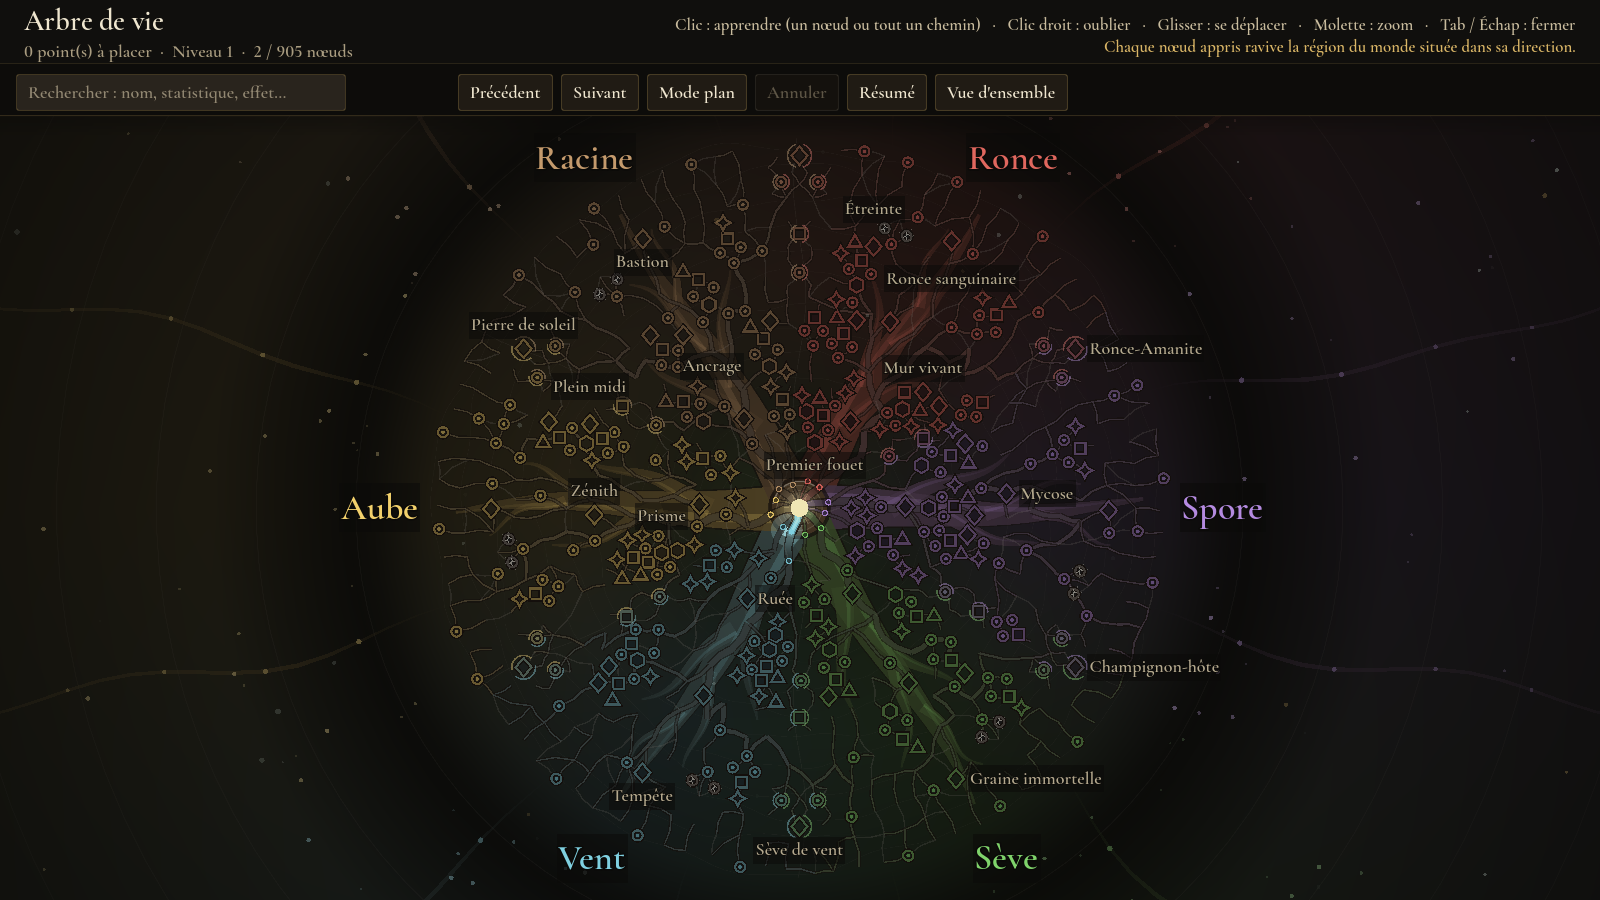 Arbre de vie
0 point(s) à placer · Niveau 1 · 2 / 905 nœuds
Clic : apprendre (un nœud ou tout un chemin) · Clic droit : oublier · Glisser : se déplacer · Molette : zoom · Tab / Échap : fermer
Chaque nœud appris ravive la région du monde située dans sa direction.
Rechercher : nom, statistique, effet...
Précédent
Suivant
Mode plan
Annuler
Résumé
Vue d'ensemble
Racine
Ronce
Étreinte
Bastion
Ronce sanguinaire
Pierre de soleil
Ronce-Amanite
Ancrage
Mur vivant
Plein midi
Premier fouet
Zénith
Mycose
Aube
Prisme
Spore
Ruée
Champignon-hôte
Graine immortelle
Tempête
Sève de vent
Vent
Sève